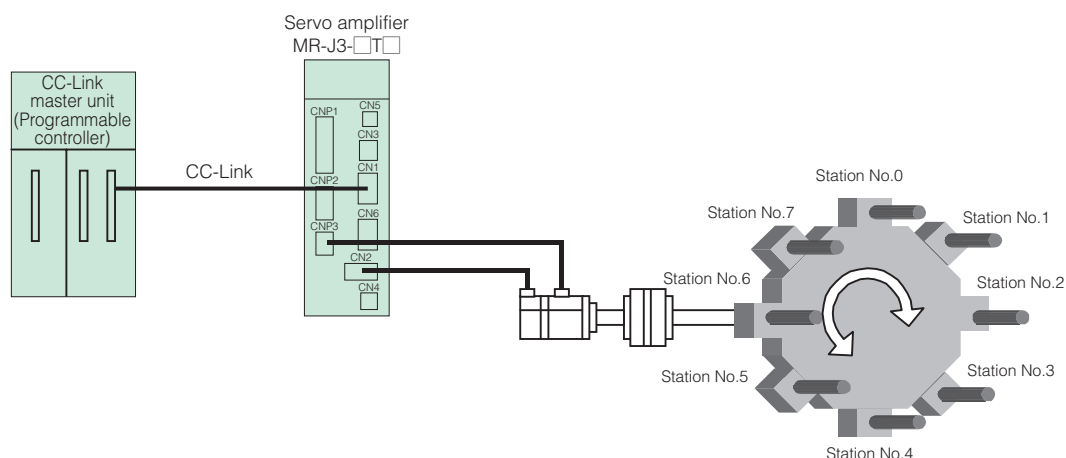 Servo amplifier
MR-J3-□T□
CC-Link
master unit
(Programmable
controller)
CC-Link
CNP1
CN5
CN3
CN1
CNP2
CN6
CNP3
CN2
CN4
Station No.0
Station No.7
Station No.1
Station No.6
Station No.2
Station No.5
Station No.3
Station No.4